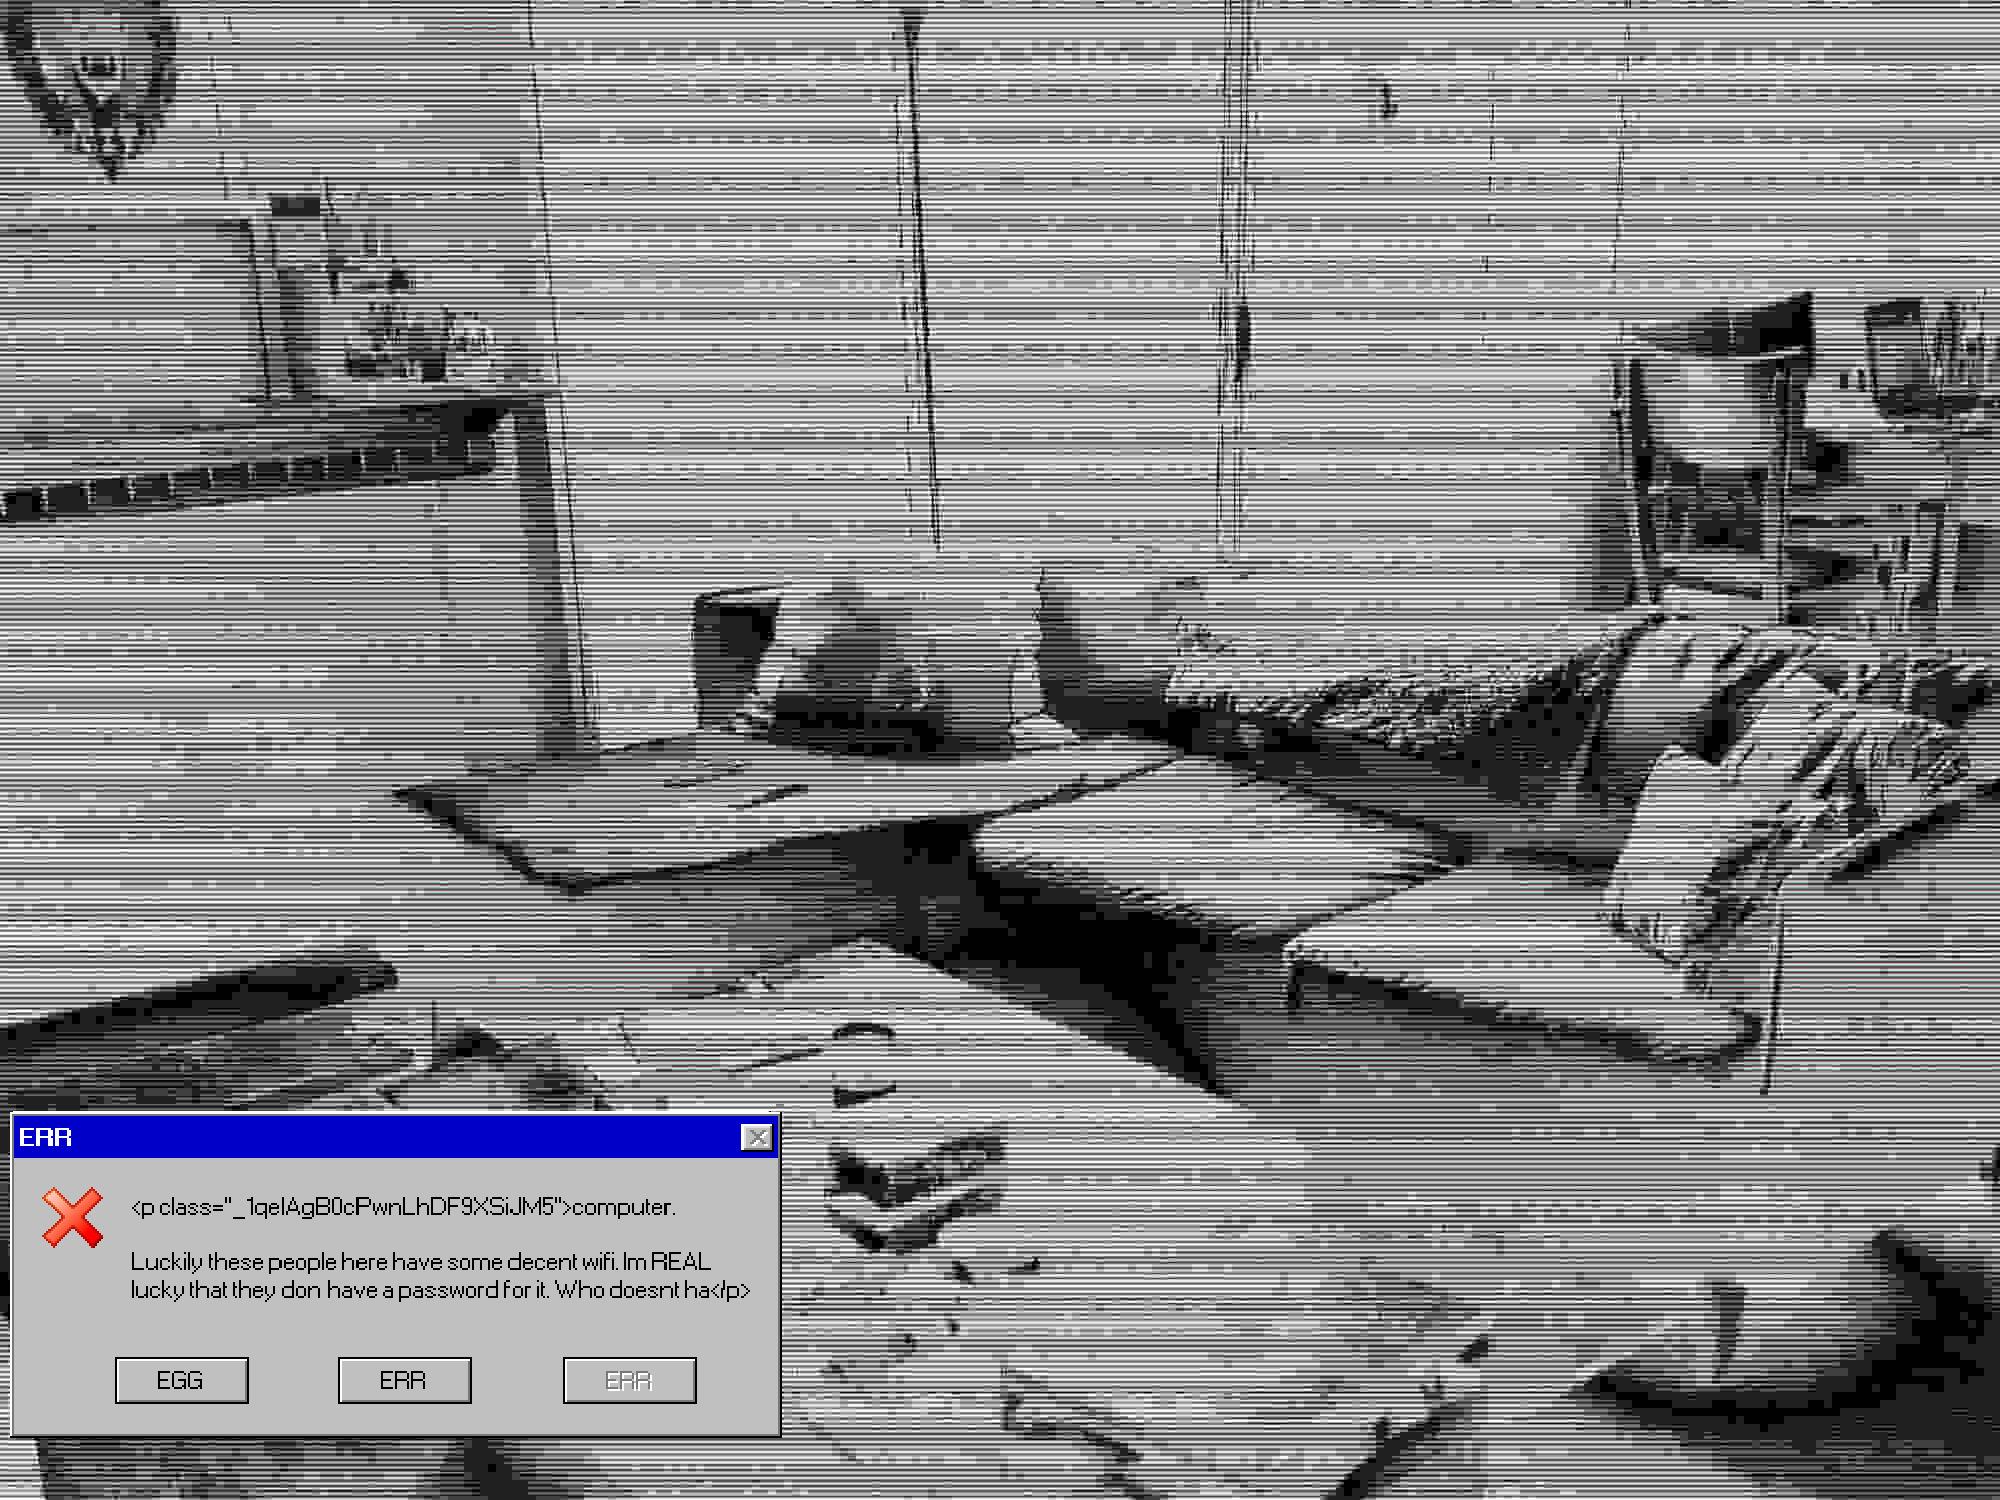 ERR
<p class="_1qeIAgB0cPwnLhDF9XSiJM5">computer.
Luckily these people here have some decent wifi. Im REAL
lucky that they don have a password for it. Who doesnt ha</p>
EGG
ERR
ERR